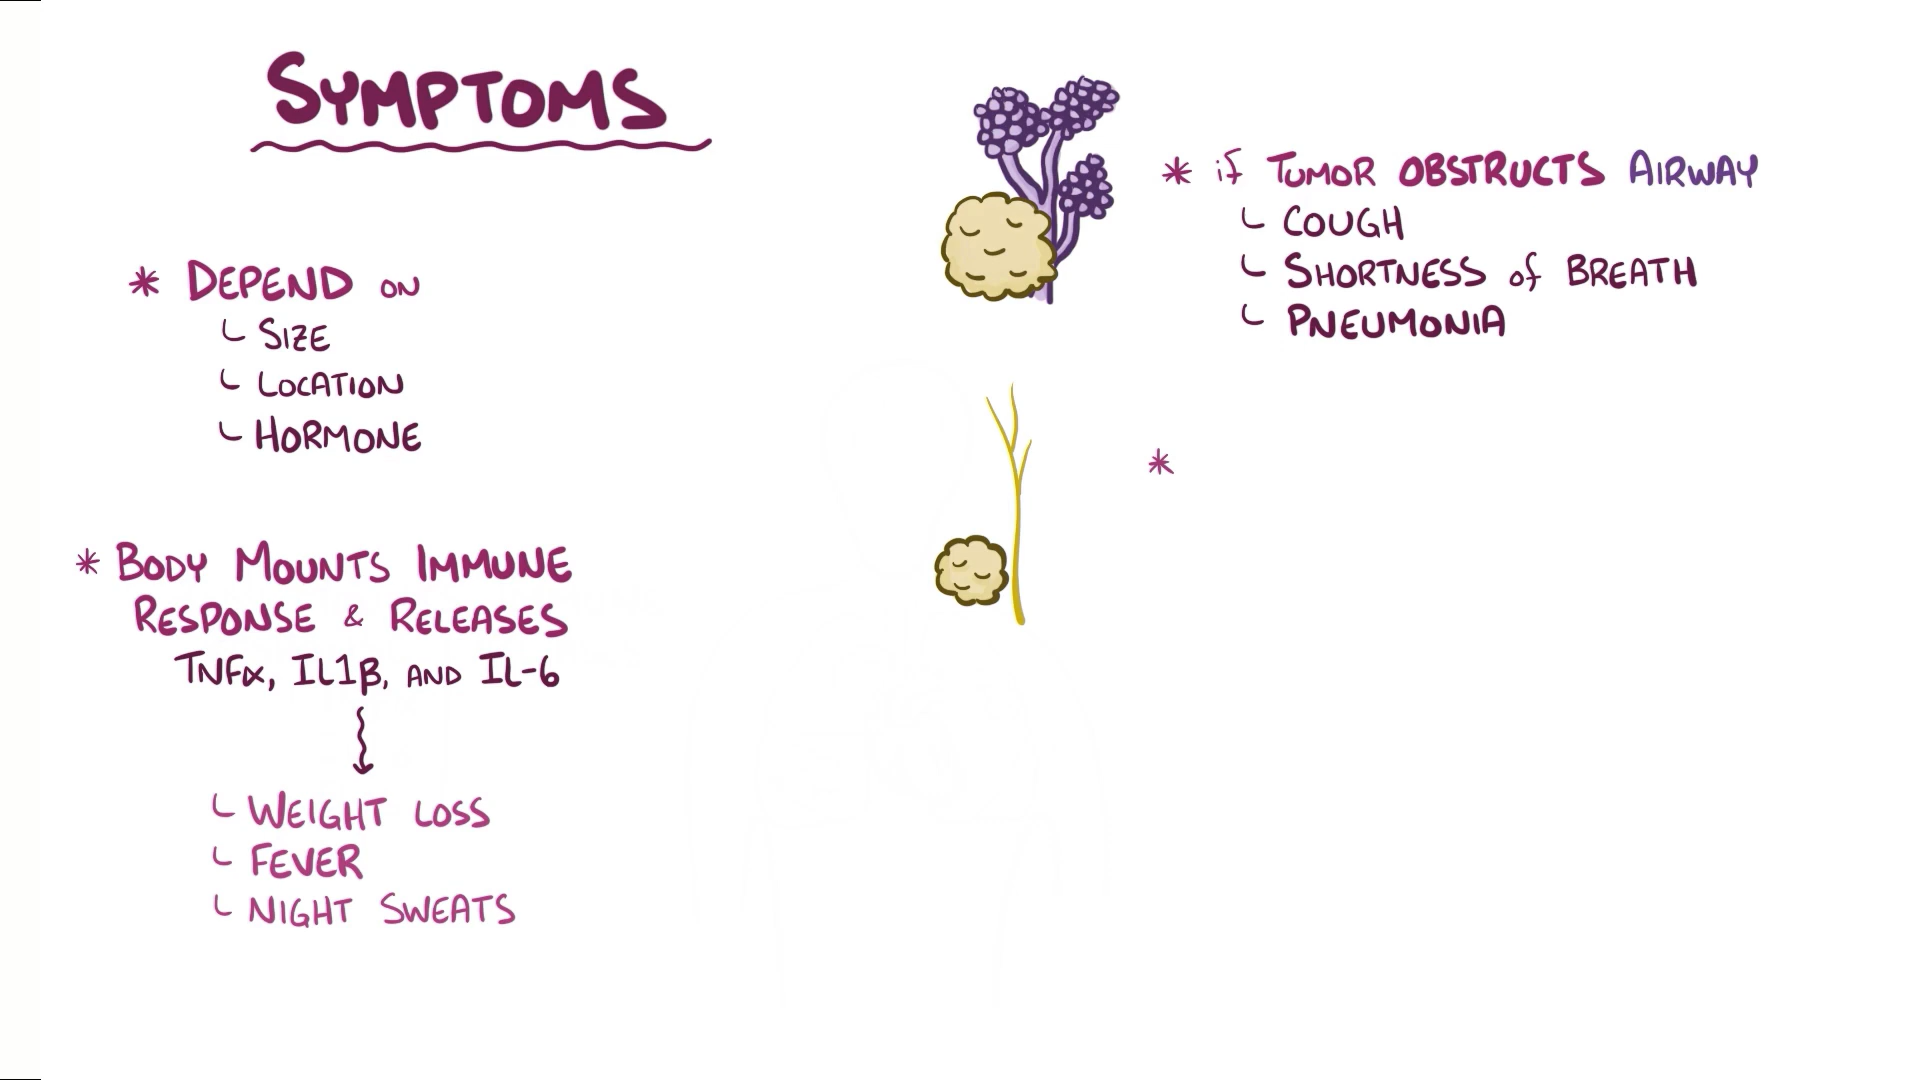 SYMPTOMS
* DEPEND ON
SIZE
LOCATION
HORMONE
* BODY MOUNTS IMMUNE
RESPONSE & RELEASES
TNFα, IL1β, AND IL-6
WEIGHT LOSS
FEVER
NIGHT SWEATS
* if TUMOR OBSTRUCTS AIRWAY
COUGH
SHORTNESS of BREATH
PNEUMONIA
*